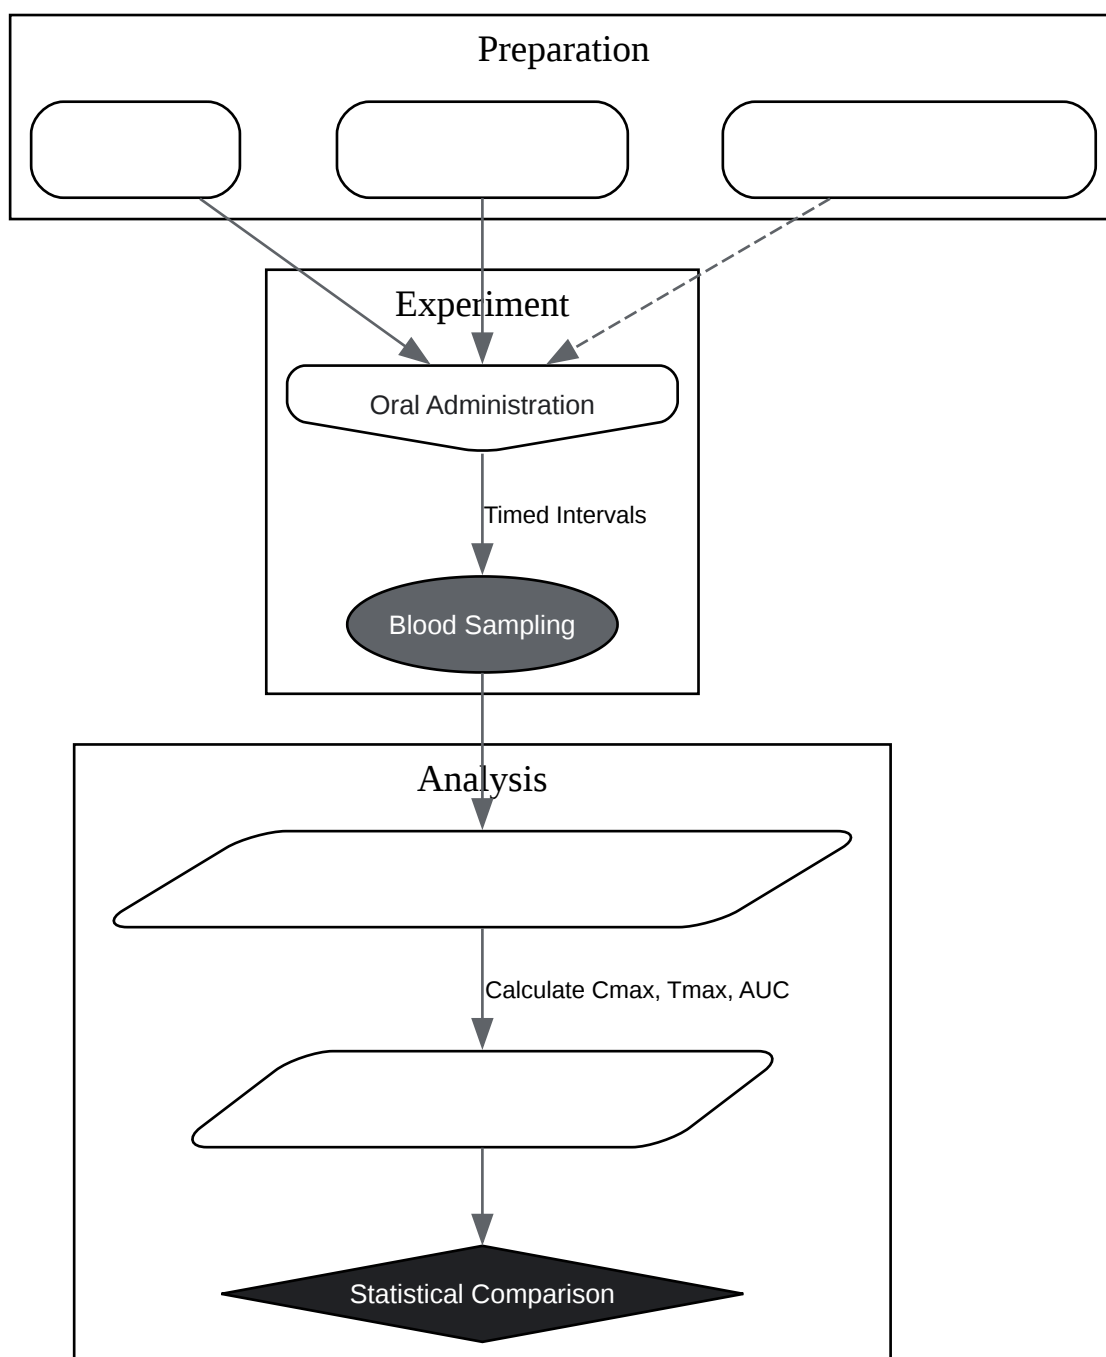 Preparation
Experiment
Oral Administration
Timed Intervals
Blood Sampling
Analysis
Calculate Cmax, Tmax, AUC
Statistical Comparison